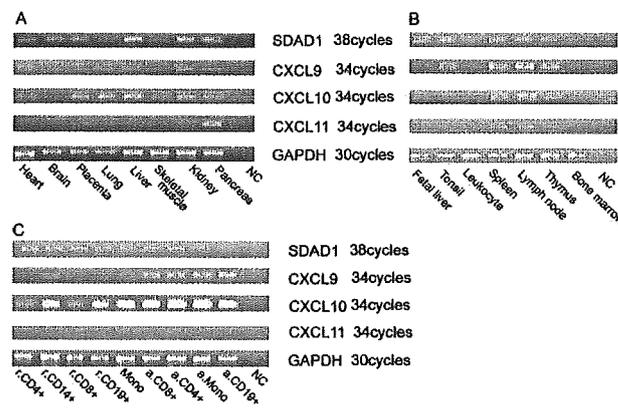 A
B
SDAD1 38cycles
CXCL9 34cycles
CXCL10 34cycles
CXCL11 34cycles
GAPDH 30cycles
Heart
Brain
Placenta
Lung
Liver
Skeletal muscle
Kidney
Pancreas
NC
Fetal liver
Tonsil
Leukocyte
Spleen
Lymph node
Thymus
Bone marrow
NC
C
SDAD1 38cycles
CXCL9 34cycles
CXCL10 34cycles
CXCL11 34cycles
GAPDH 30cycles
r.CD4+
r.CD14+
r.CD8+
r.CD19+
Mono
a.CD8+
a.CD4+
a.Mono
a.CD19+
NC